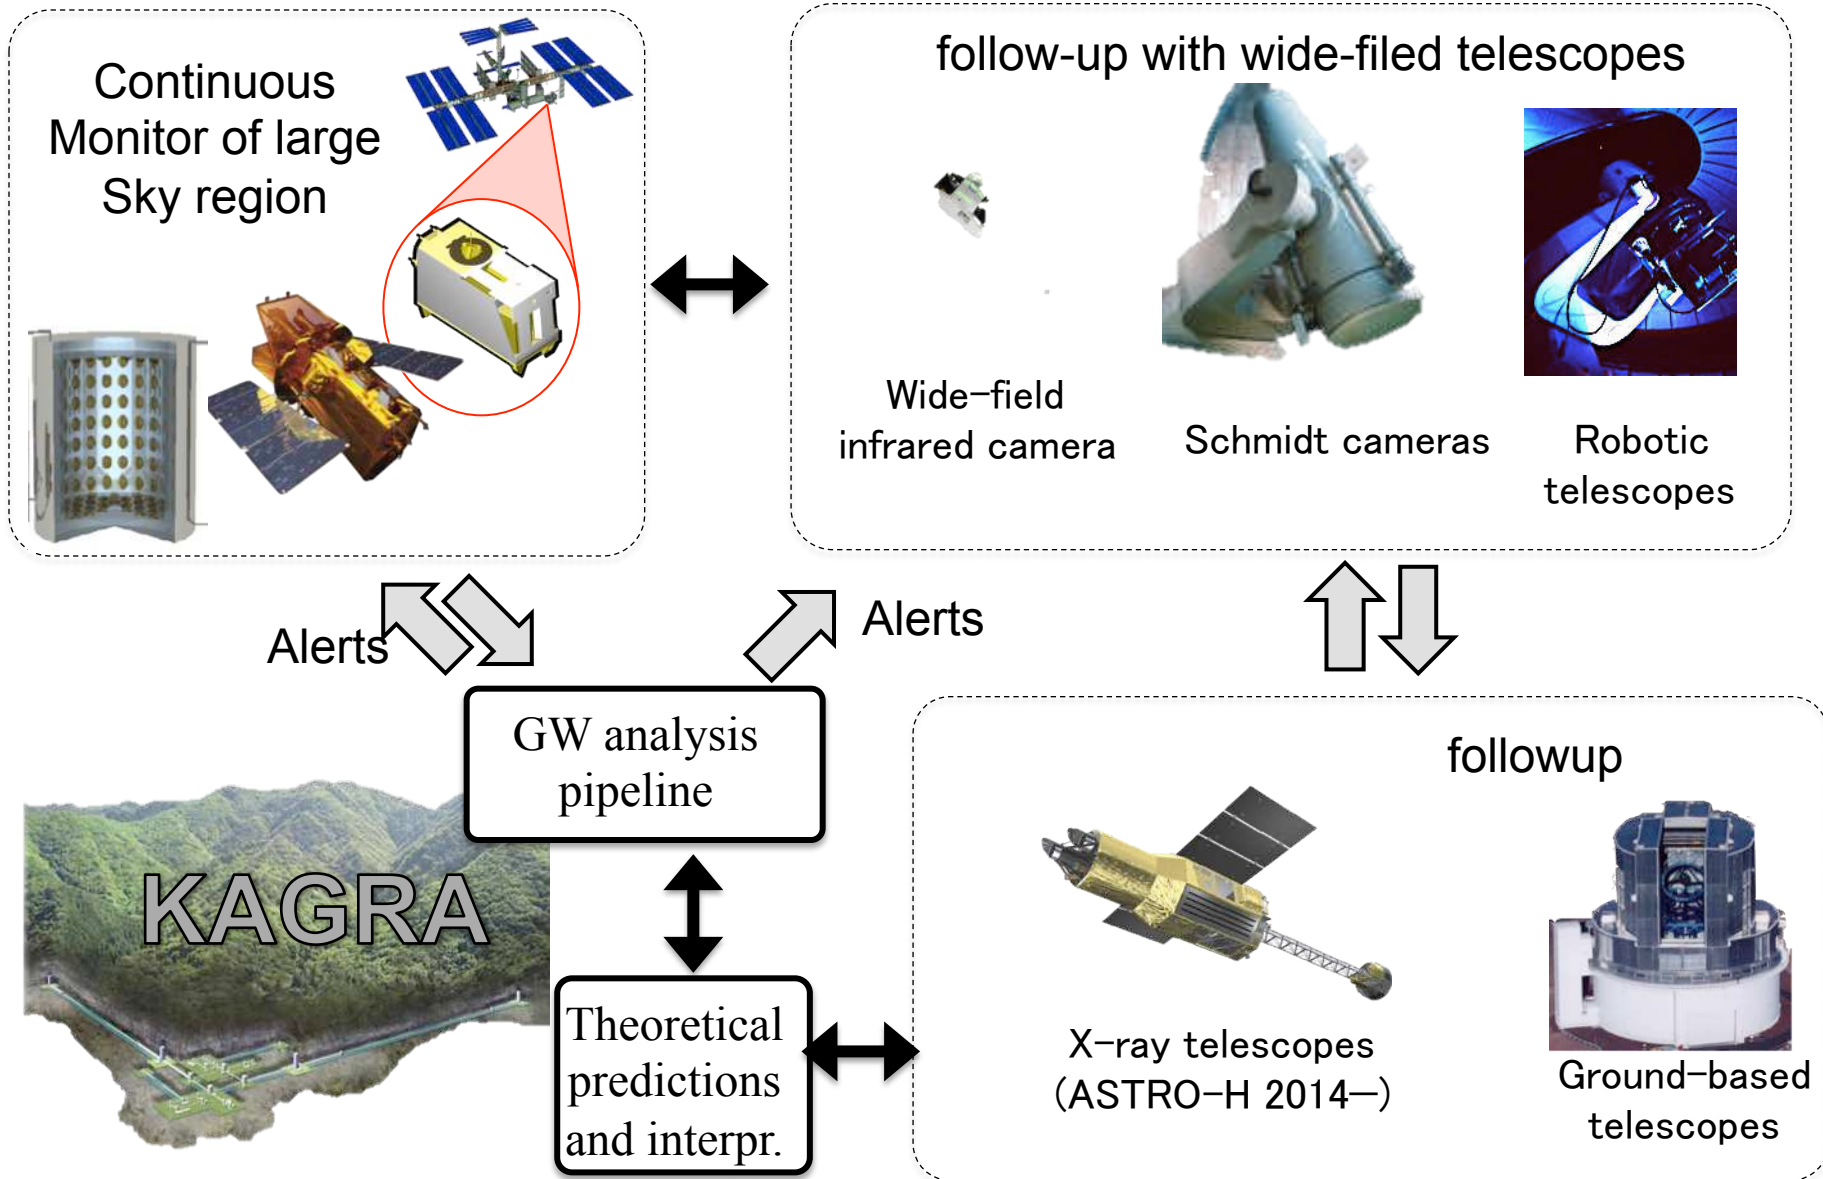 Continuous
Monitor of large
Sky region
follow-up with wide-filed telescopes
Wide-field
infrared camera
Schmidt cameras
Robotic
telescopes
Alerts
Alerts
GW analysis
pipeline
KAGRA
Theoretical
predictions
and interpr.
followup
X-ray telescopes
(ASTRO-H 2014-)
Ground-based
telescopes